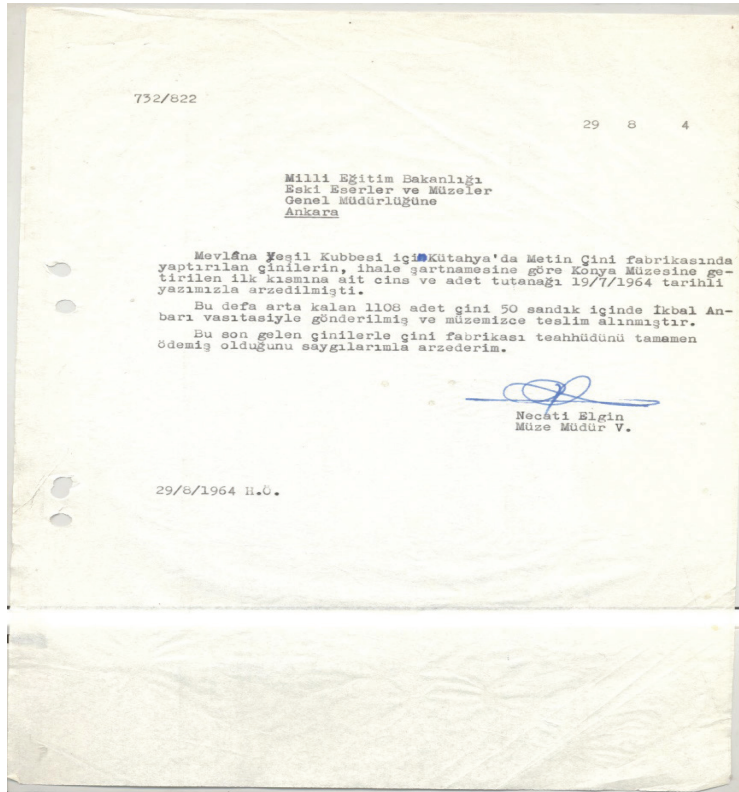 732/822
29 8 4
Milli Eğitim Bakanlığı
Eski Eserler ve Müzeler
Genel Müdürlüğüne
Ankara
Mevlâna Yeşil Kubbesi için Kütahya'da Metin Çini fabrikasında
yaptırılan çinilerin, ihale şartnamesine göre Konya Müzesine ge-
tirilen ilk kısmına ait cins ve adet tutanağı 19/7/1964 tarihli
yazımızla arzedilmişti.
Bu defa arta kalan 1108 adet çini 50 sandık içinde İkbal An-
barı vasıtasiyle gönderilmiş ve müzemizce teslim alınmıştır.
Bu son gelen çinilerle çini fabrikası teahhüdünü tamamen
ödemiş olduğunu saygılarımla arzederim.
Necati Elgin
Müze Müdür V.
29/8/1964 H.Ö.